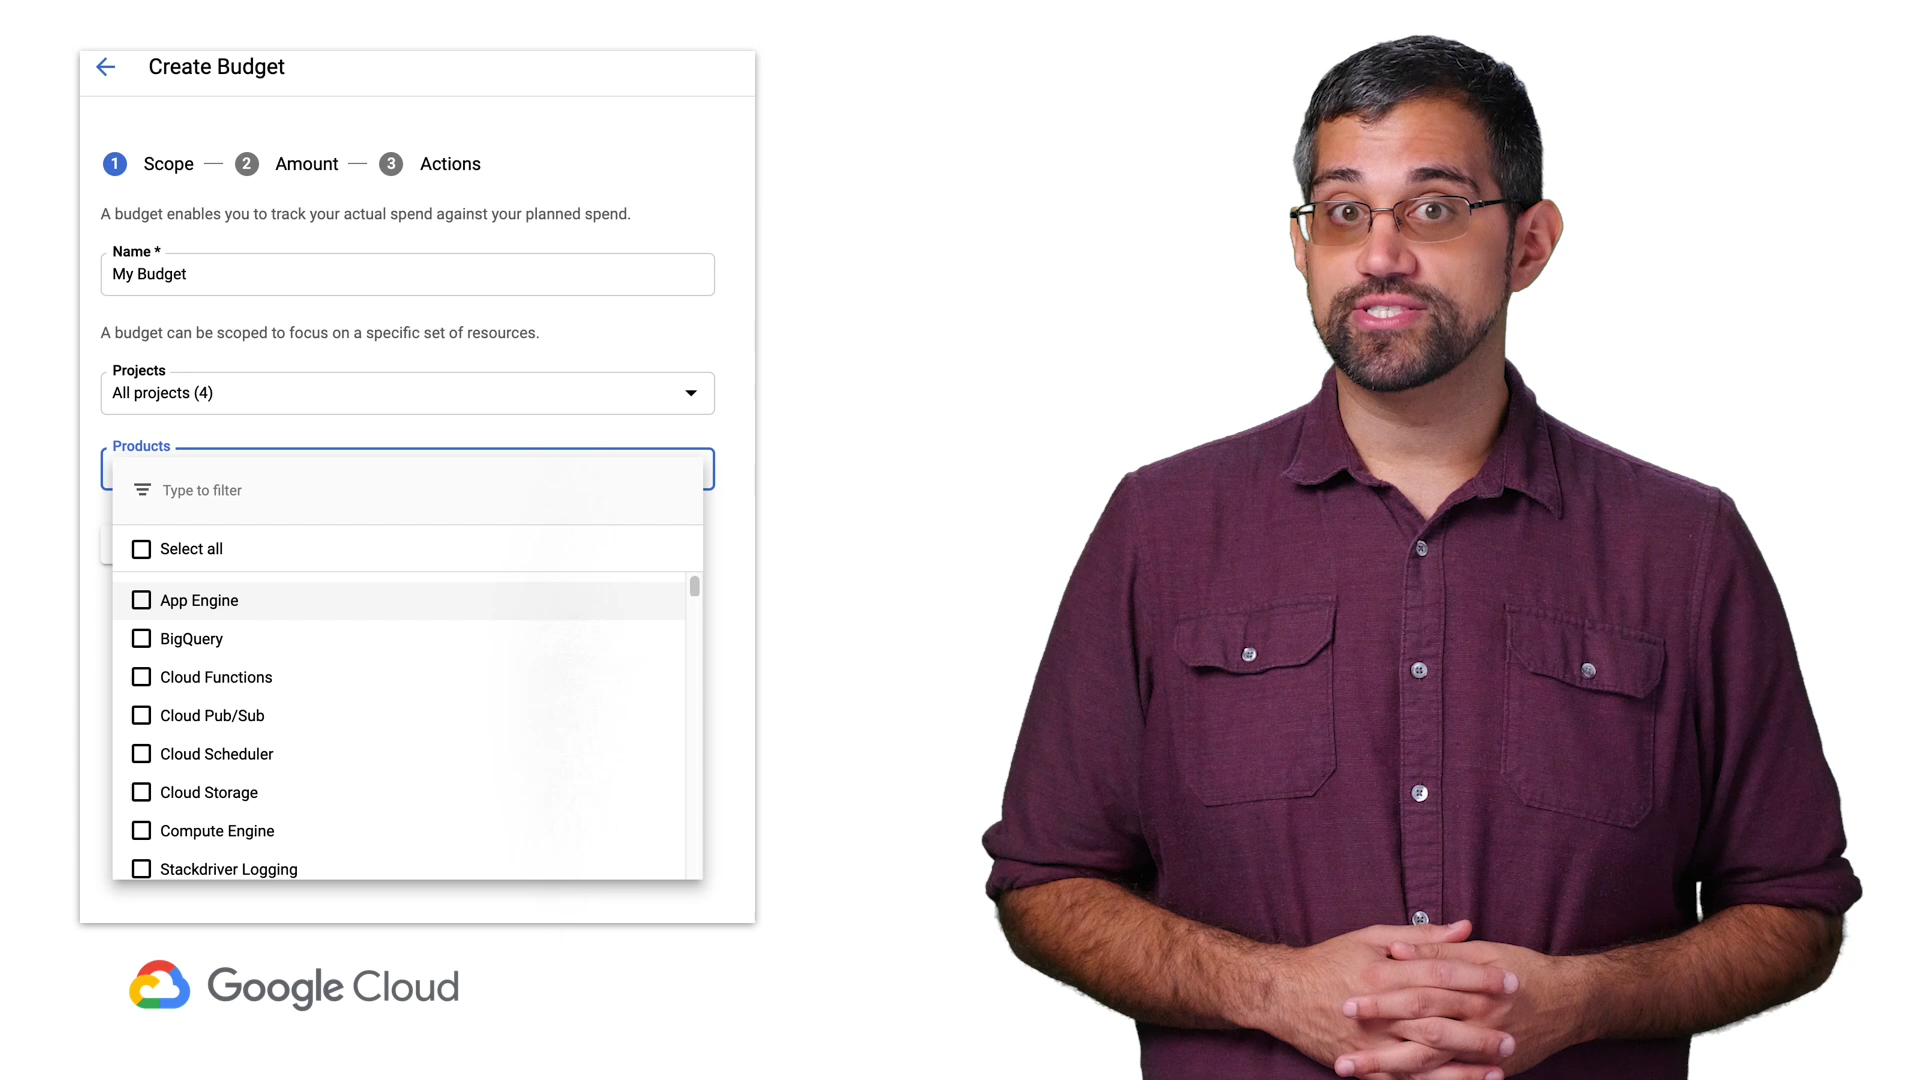 Create Budget
1 Scope — 2 Amount — 3 Actions
A budget enables you to track your actual spend against your planned spend.
Name *
My Budget
A budget can be scoped to focus on a specific set of resources.
Projects
All projects (4)
Products
Type to filter
Select all
App Engine
BigQuery
Cloud Functions
Cloud Pub/Sub
Cloud Scheduler
Cloud Storage
Compute Engine
Stackdriver Logging
Google Cloud